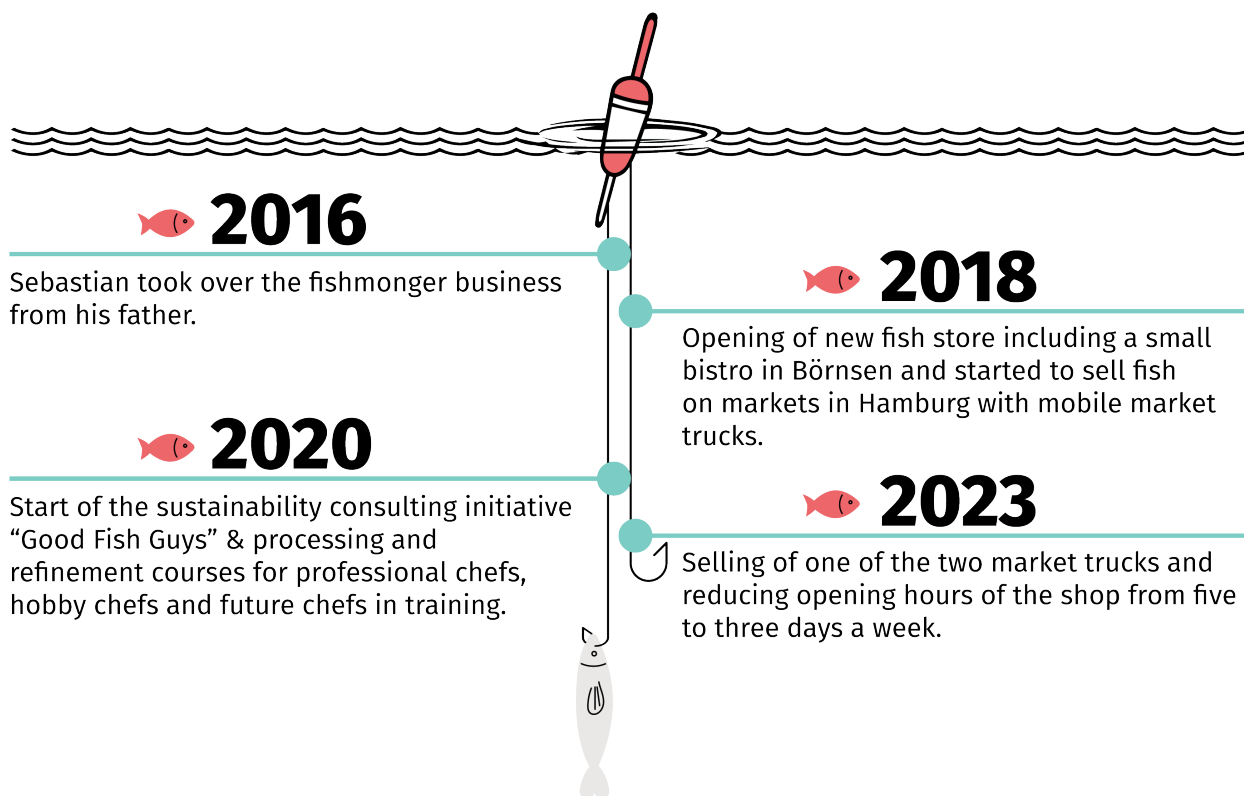 2016
Sebastian took over the fishmonger business
from his father.
2018
Opening of new fish store including a small
bistro in Börnsen and started to sell fish
on markets in Hamburg with mobile market
trucks.
2020
Start of the sustainability consulting initiative
“Good Fish Guys” & processing and
refinement courses for professional chefs,
hobby chefs and future chefs in training.
2023
Selling of one of the two market trucks and
reducing opening hours of the shop from five
to three days a week.